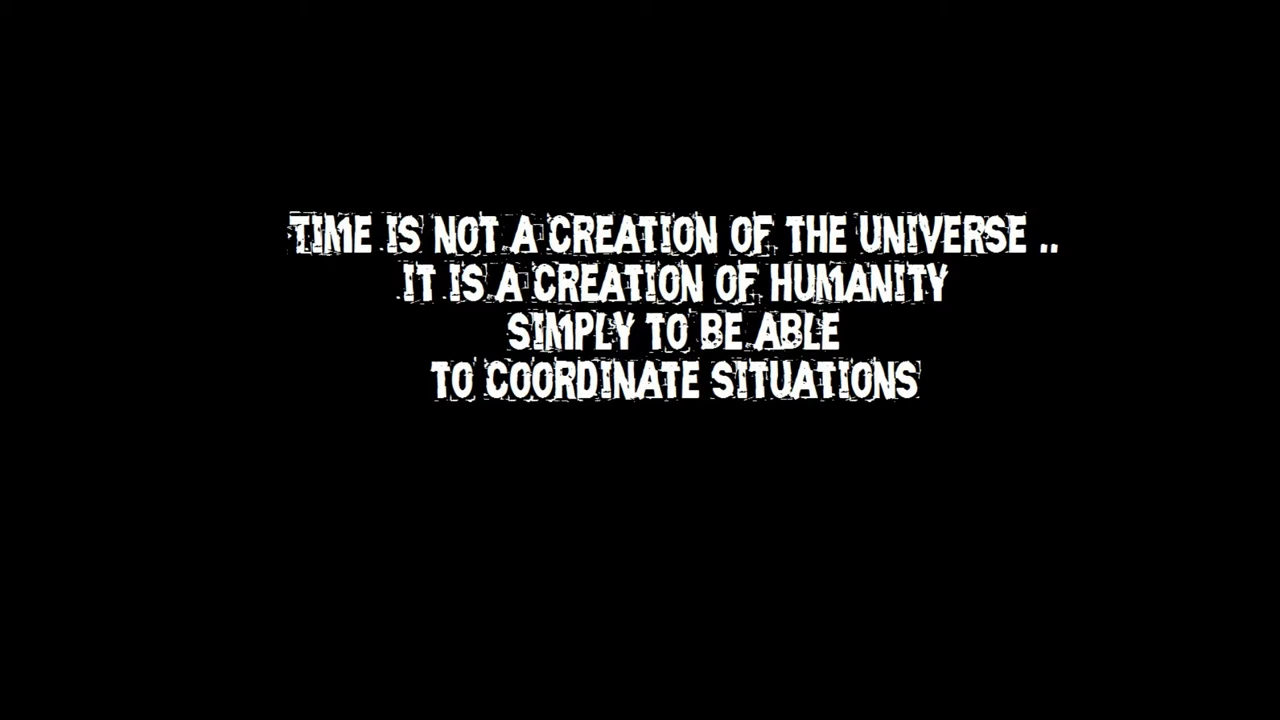 TIME IS NOT A CREATION OF THE UNIVERSE ..
IT IS A CREATION OF HUMANITY
SIMPLY TO BE ABLE
TO COORDINATE SITUATIONS